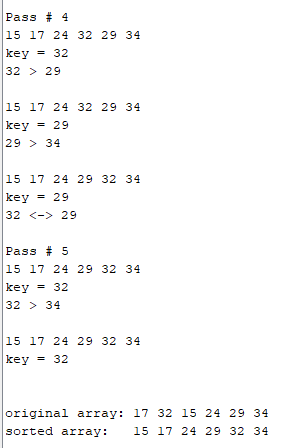 Pass # 4
15 17 24 32 29 34
key = 32
32 > 29
15 17 24 32 29 34
key = 29
29 > 34
15 17 24 29 32 34
key = 29
32 <-> 29
Pass # 5
15 17 24 29 32 34
key = 32
32 > 34
15 17 24 29 32 34
key = 32
original array: 17 32 15 24 29 34
sorted array:   15 17 24 29 32 34